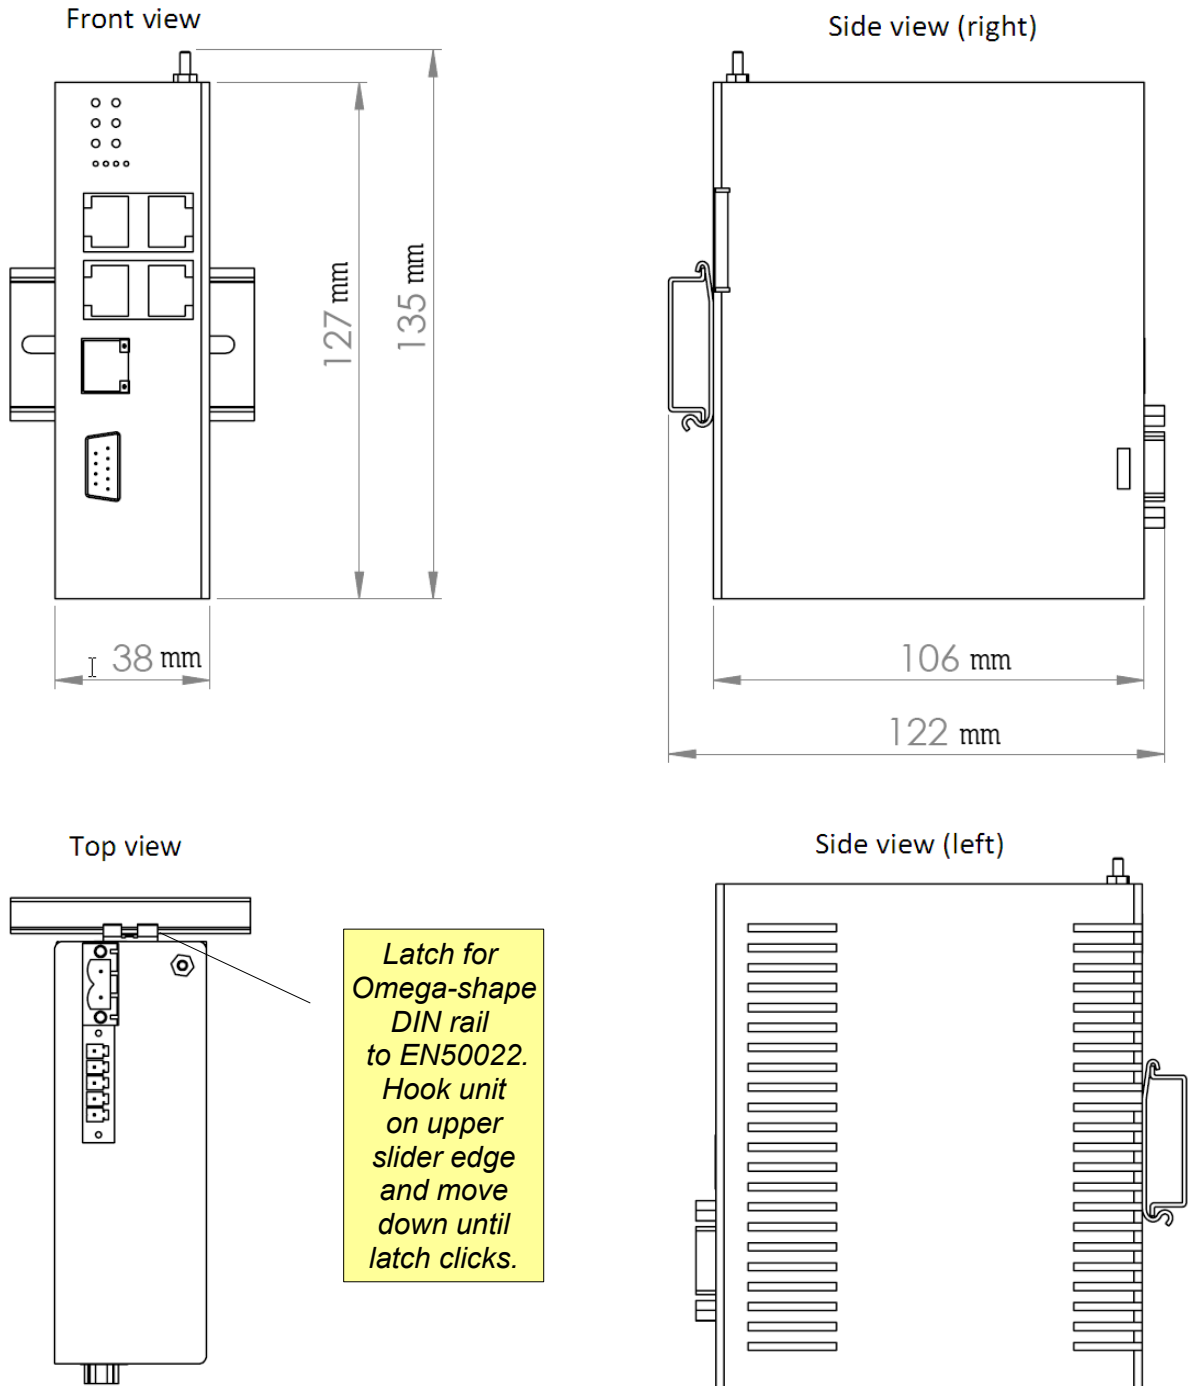 Front view
Side view (right)
127 mm
135 mm
38 mm
106 mm
122 mm
Top view
Side view (left)
Latch for
Omega-shape
DIN rail
to EN50022.
Hook unit
on upper
slider edge
and move
down until
latch clicks.